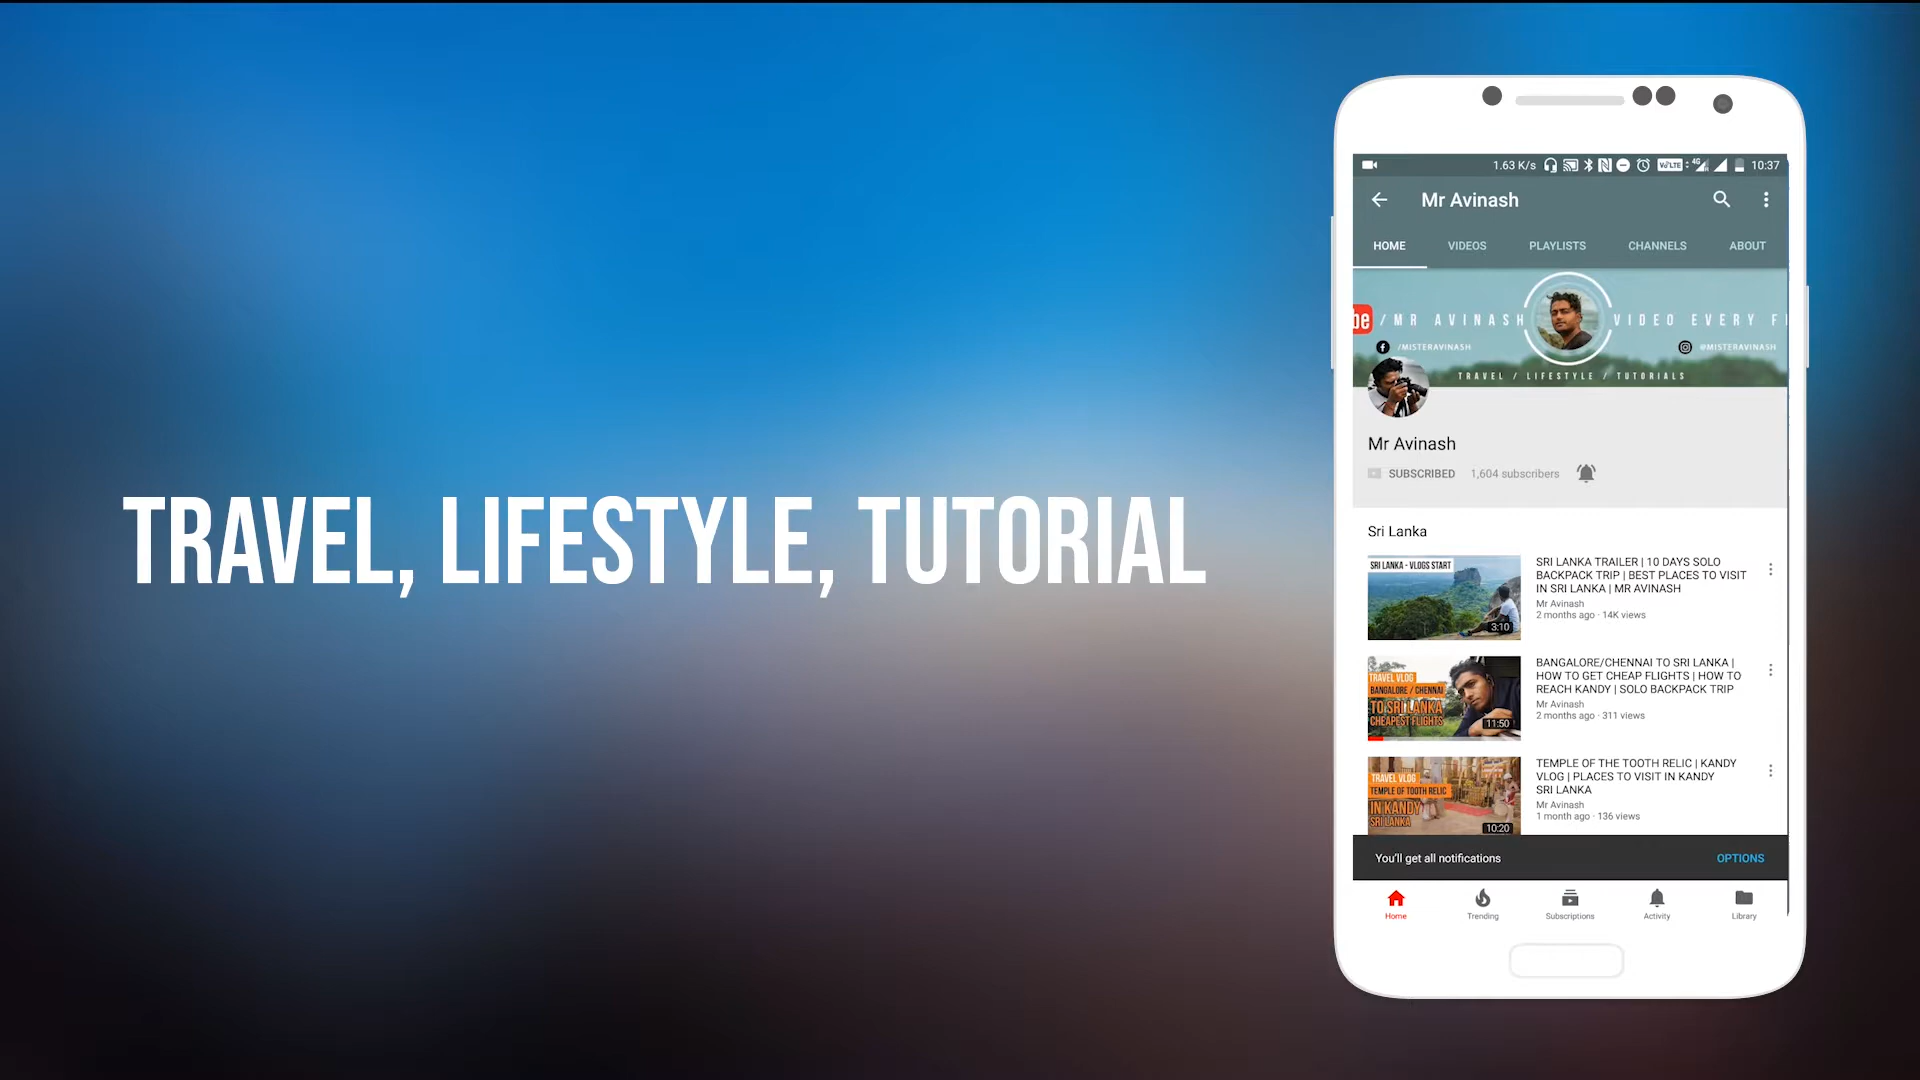 TRAVEL, LIFESTYLE, TUTORIAL
1.63 K/s VoLTE 4G 10:37
Mr Avinash
HOME VIDEOS PLAYLISTS CHANNELS ABOUT
be /MR AVINASH VIDEO EVERY F
/MISTERAVINASH @MISTERAVINASH
TRAVEL / LIFESTYLE / TUTORIALS
Mr Avinash
SUBSCRIBED 1,604 subscribers
Sri Lanka
SRI LANKA - VLOGS START
3:10
SRI LANKA TRAILER | 10 DAYS SOLO
BACKPACK TRIP | BEST PLACES TO VISIT
IN SRI LANKA | MR AVINASH
Mr Avinash
2 months ago · 14K views
TRAVEL VLOG
BANGALORE / CHENNAI
TO SRI LANKA
CHEAPEST FLIGHTS
11:50
BANGALORE/CHENNAI TO SRI LANKA |
HOW TO GET CHEAP FLIGHTS | HOW TO
REACH KANDY | SOLO BACKPACK TRIP
Mr Avinash
2 months ago · 311 views
TRAVEL VLOG
TEMPLE OF TOOTH RELIC
IN KANDY
SRI LANKA
10:20
TEMPLE OF THE TOOTH RELIC | KANDY
VLOG | PLACES TO VISIT IN KANDY
SRI LANKA
Mr Avinash
1 month ago · 136 views
You'll get all notifications OPTIONS
Home Trending Subscriptions Activity Library